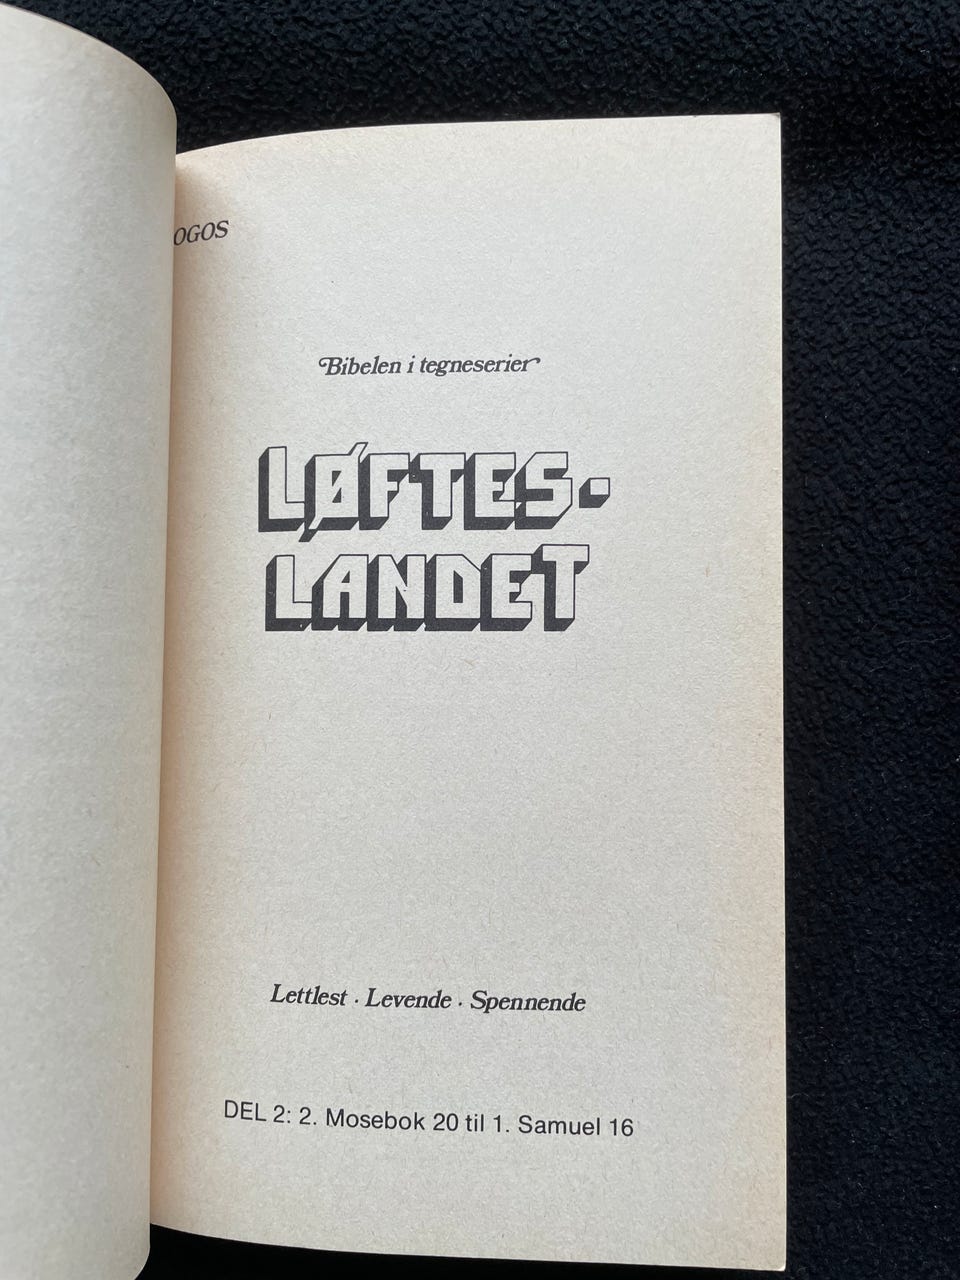 OGOS
Bibelen i tegneserier
LØFTES-
LANDET
Lettlest · Levende · Spennende
DEL 2: 2. Mosebok 20 til 1. Samuel 16